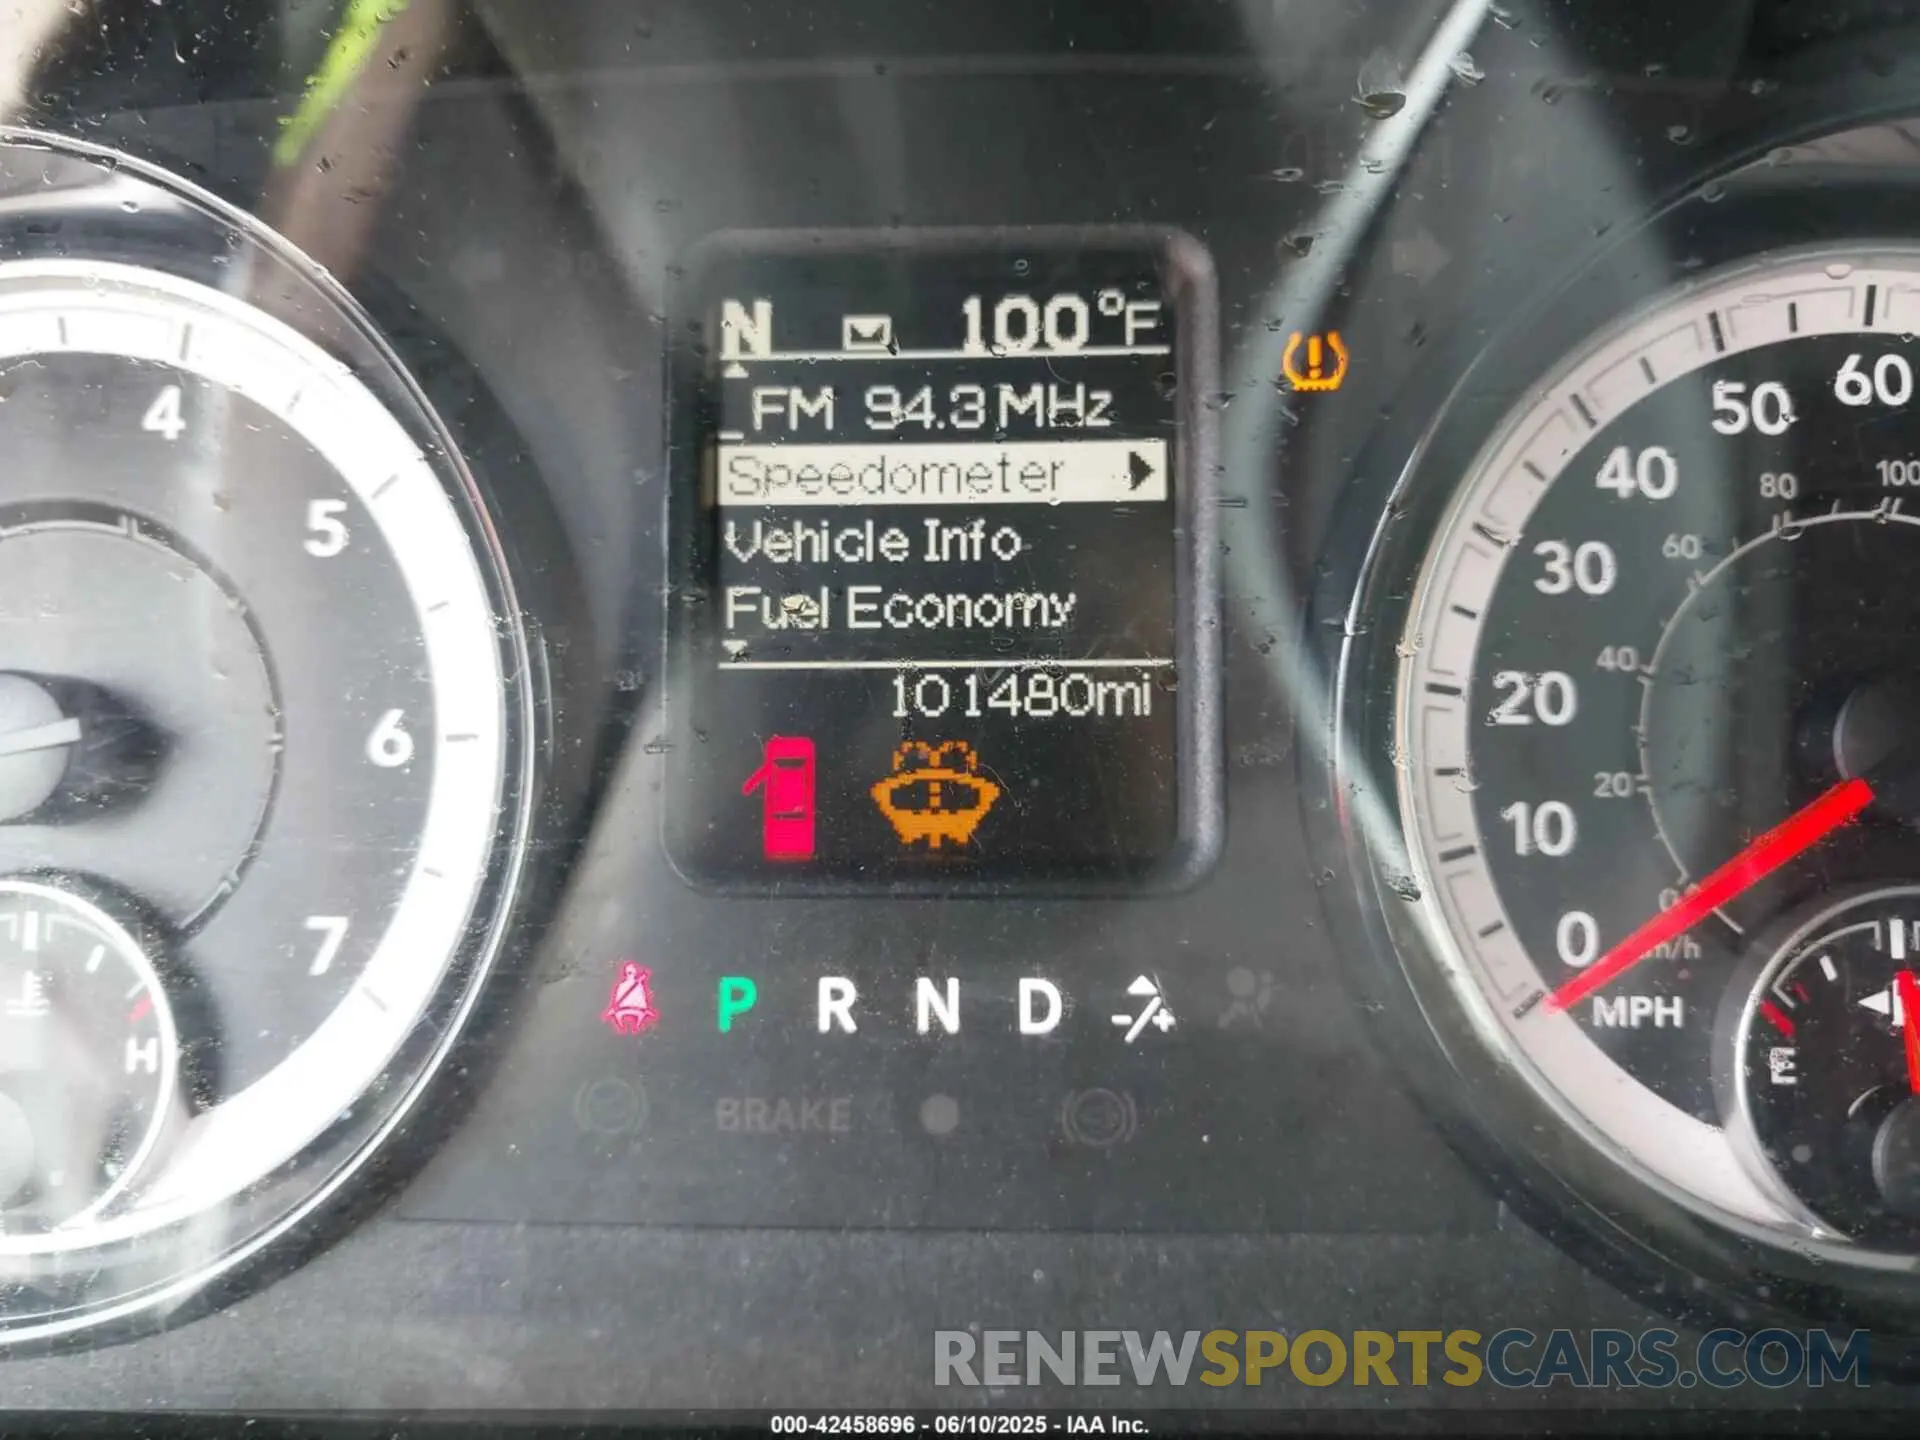 N 100°F
FM 94.3 MHz
Speedometer
Vehicle Info
Fuel Economy
101480mi
4
5
6
7
H
P R N D -/+
BRAKE
60
50
40
30
20
10
0
MPH
100
80
60
40
20
0
km/h
E
RENEWSPORTSCARS.COM
000-42458696 - 06/10/2025 - IAA Inc.